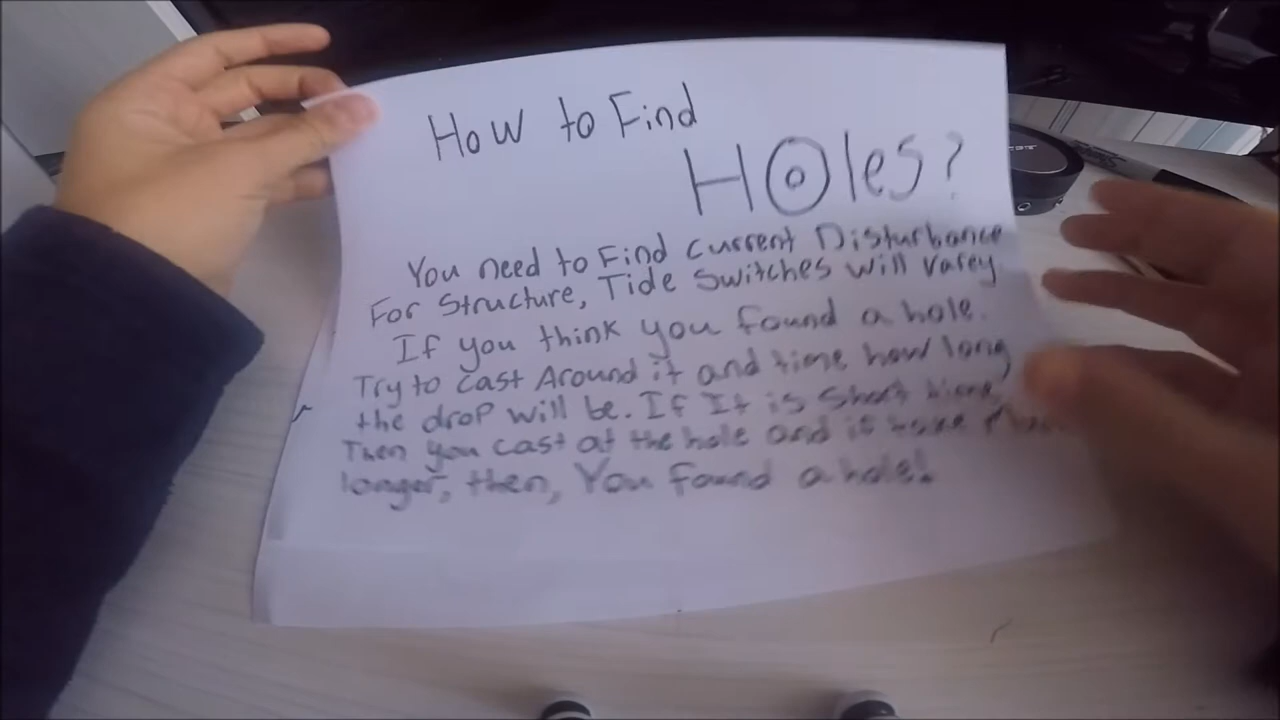 How to Find
Holes?
You need to Find current Disturbance
For Structure, Tide Switches will varey
If you think you found a hole.
Try to cast Around it and time how long
the drop will be. If It is Short time,
Then you cast at the hole and it
longer, then, You found a hole!